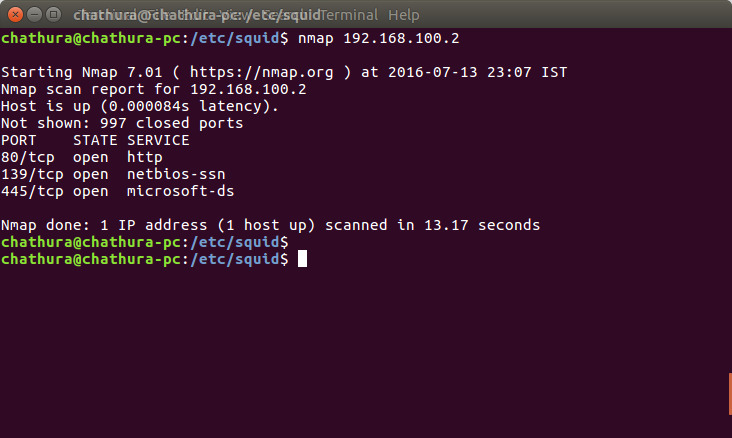 chathura@chathura-pc: /etc/squid Terminal Help
chathura@chathura-pc:/etc/squid$ nmap 192.168.100.2
Starting Nmap 7.01 ( https://nmap.org ) at 2016-07-13 23:07 IST
Nmap scan report for 192.168.100.2
Host is up (0.000084s latency).
Not shown: 997 closed ports
PORT    STATE SERVICE
80/tcp  open  http
139/tcp open  netbios-ssn
445/tcp open  microsoft-ds
Nmap done: 1 IP address (1 host up) scanned in 13.17 seconds
chathura@chathura-pc:/etc/squid$
chathura@chathura-pc:/etc/squid$